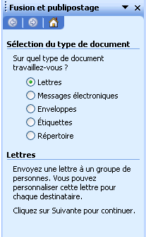 Fusion et publipostage
Sélection du type de document
Sur quel type de document
travaillez-vous ?
Lettres
Messages électroniques
Enveloppes
Étiquettes
Répertoire
Lettres
Envoyez une lettre à un groupe de
personnes. Vous pouvez
personnaliser cette lettre pour
chaque destinataire.
Cliquez sur Suivante pour continuer.